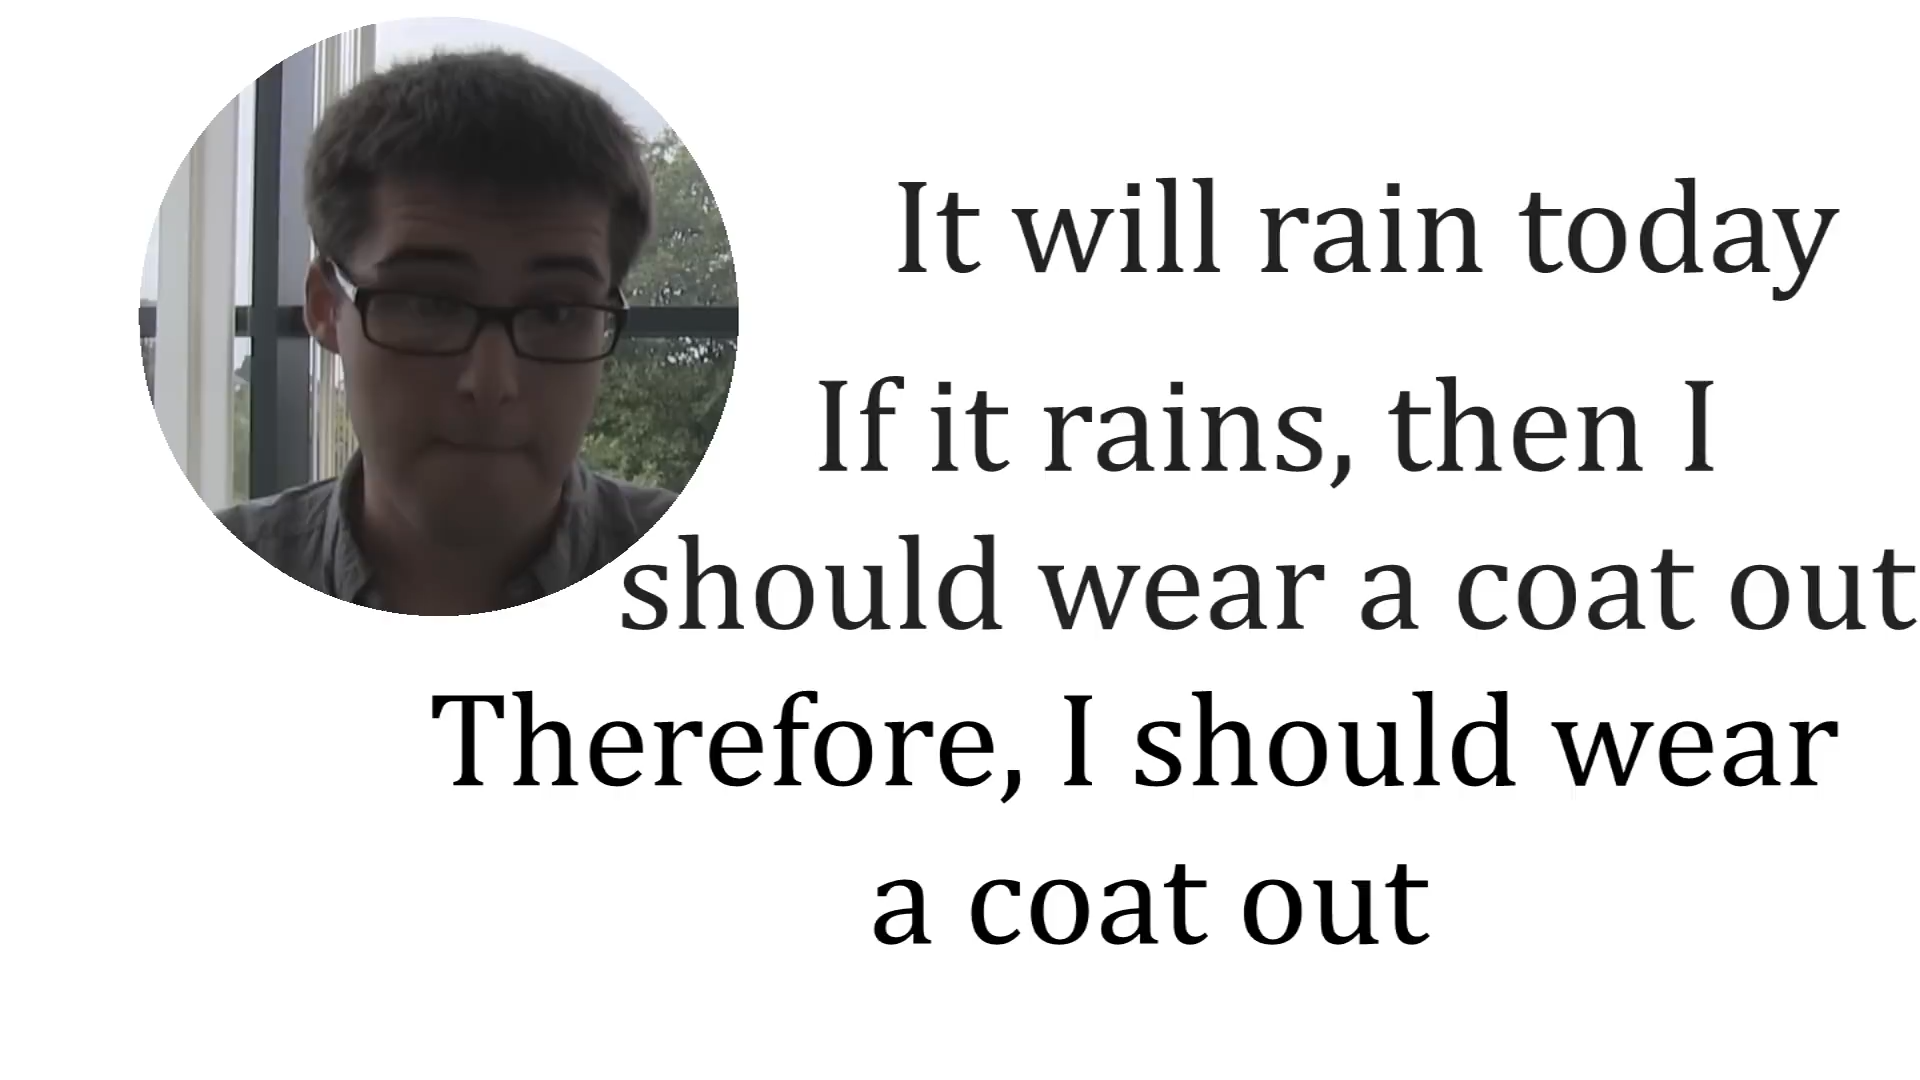 It will rain today
If it rains, then I
should wear a coat out
Therefore, I should wear
a coat out